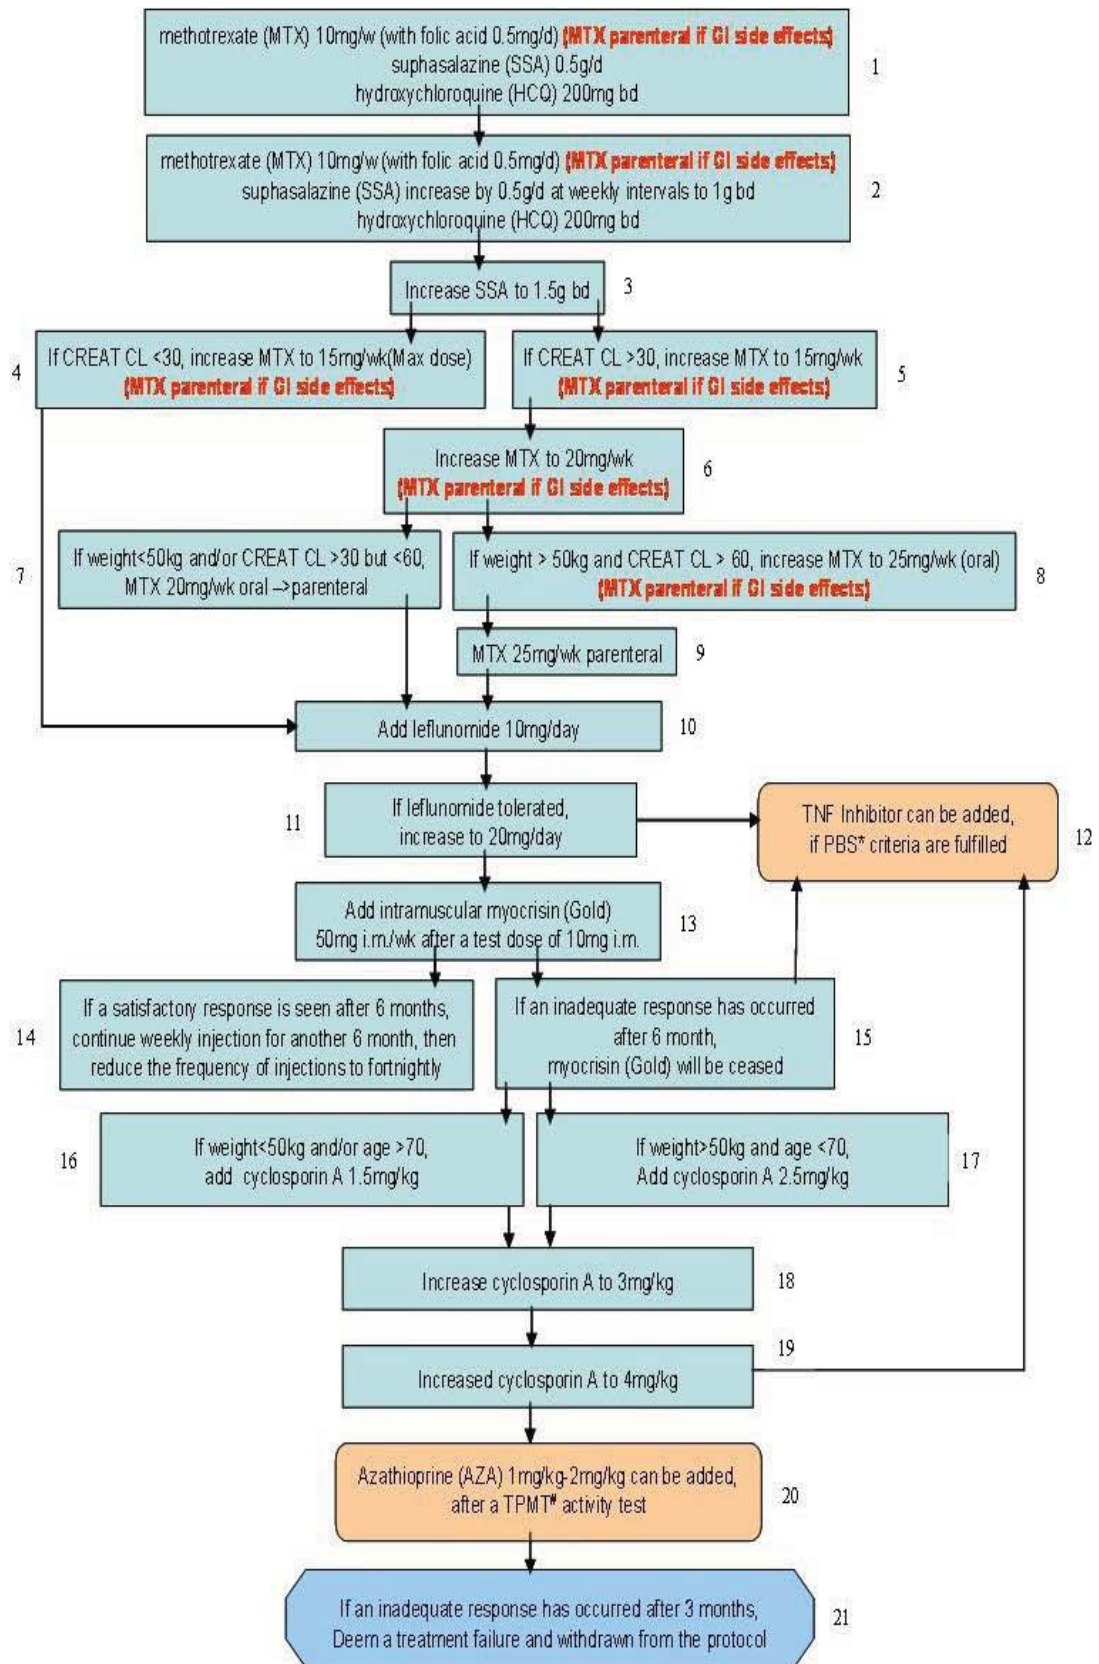 methotrexate (MTX) 10mg/w (with folic acid 0.5mg/d) (MTX parenteral if GI side effects)
suphasalazine (SSA) 0.5g/d
hydroxychloroquine (HCQ) 200mg bd
1
methotrexate (MTX) 10mg/w (with folic acid 0.5mg/d) (MTX parenteral if GI side effects)
suphasalazine (SSA) increase by 0.5g/d at weekly intervals to 1g bd
hydroxychloroquine (HCQ) 200mg bd
2
Increase SSA to 1.5g bd
3
4
If CREAT CL <30, increase MTX to 15mg/wk(Max dose)
(MTX parenteral if GI side effects)
If CREAT CL >30, increase MTX to 15mg/wk
(MTX parenteral if GI side effects)
5
Increase MTX to 20mg/wk
(MTX parenteral if GI side effects)
6
7
If weight<50kg and/or CREAT CL >30 but <60,
MTX 20mg/wk oral –>parenteral
If weight > 50kg and CREAT CL > 60, increase MTX to 25mg/wk (oral)
(MTX parenteral if GI side effects)
8
MTX 25mg/wk parenteral
9
Add leflunomide 10mg/day
10
11
If leflunomide tolerated,
increase to 20mg/day
TNF Inhibitor can be added,
if PBS* criteria are fulfilled
12
Add intramuscular myocrisin (Gold)
50mg i.m./wk after a test dose of 10mg i.m.
13
14
If a satisfactory response is seen after 6 months,
continue weekly injection for another 6 month, then
reduce the frequency of injections to fortnightly
If an inadequate response has occurred
after 6 month,
myocrisin (Gold) will be ceased
15
16
If weight<50kg and/or age >70,
add cyclosporin A 1.5mg/kg
If weight>50kg and age <70,
Add cyclosporin A 2.5mg/kg
17
Increase cyclosporin A to 3mg/kg
18
Increased cyclosporin A to 4mg/kg
19
Azathioprine (AZA) 1mg/kg-2mg/kg can be added,
after a TPMT# activity test
20
If an inadequate response has occurred after 3 months,
Deem a treatment failure and withdrawn from the protocol
21